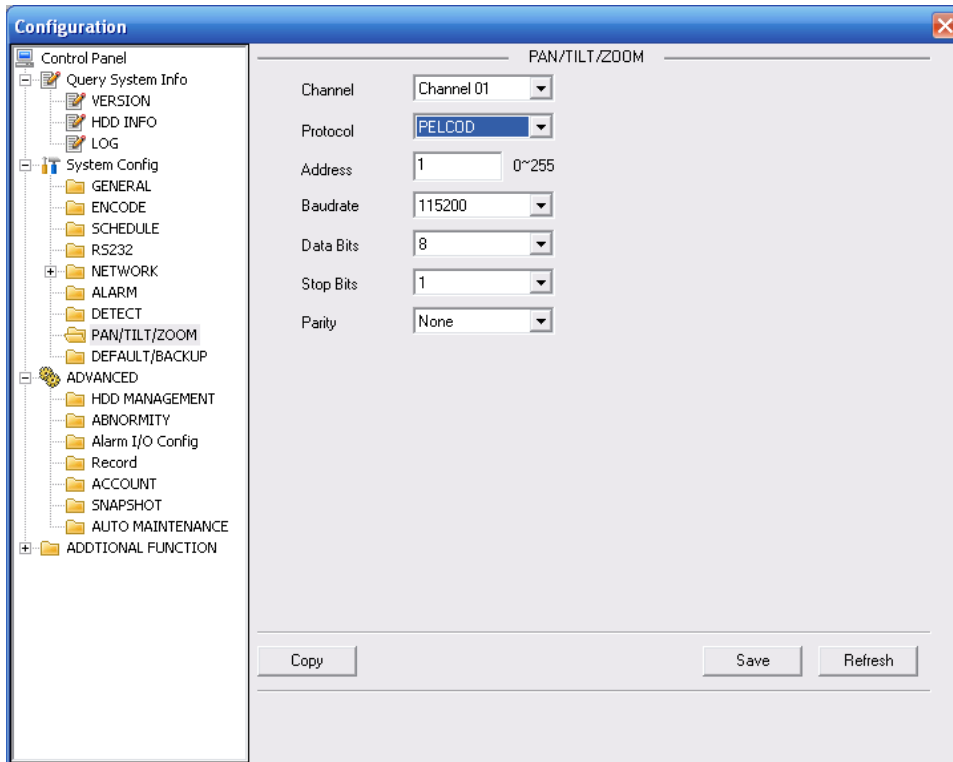 Configuration
Control Panel
Query System Info
VERSION
HDD INFO
LOG
System Config
GENERAL
ENCODE
SCHEDULE
RS232
NETWORK
ALARM
DETECT
PAN/TILT/ZOOM
DEFAULT/BACKUP
ADVANCED
HDD MANAGEMENT
ABNORMITY
Alarm I/O Config
Record
ACCOUNT
SNAPSHOT
AUTO MAINTENANCE
ADDTIONAL FUNCTION
PAN/TILT/ZOOM
Channel Channel 01
Protocol PELCOD
Address 1 0~255
Baudrate 115200
Data Bits 8
Stop Bits 1
Parity None
Copy Save Refresh